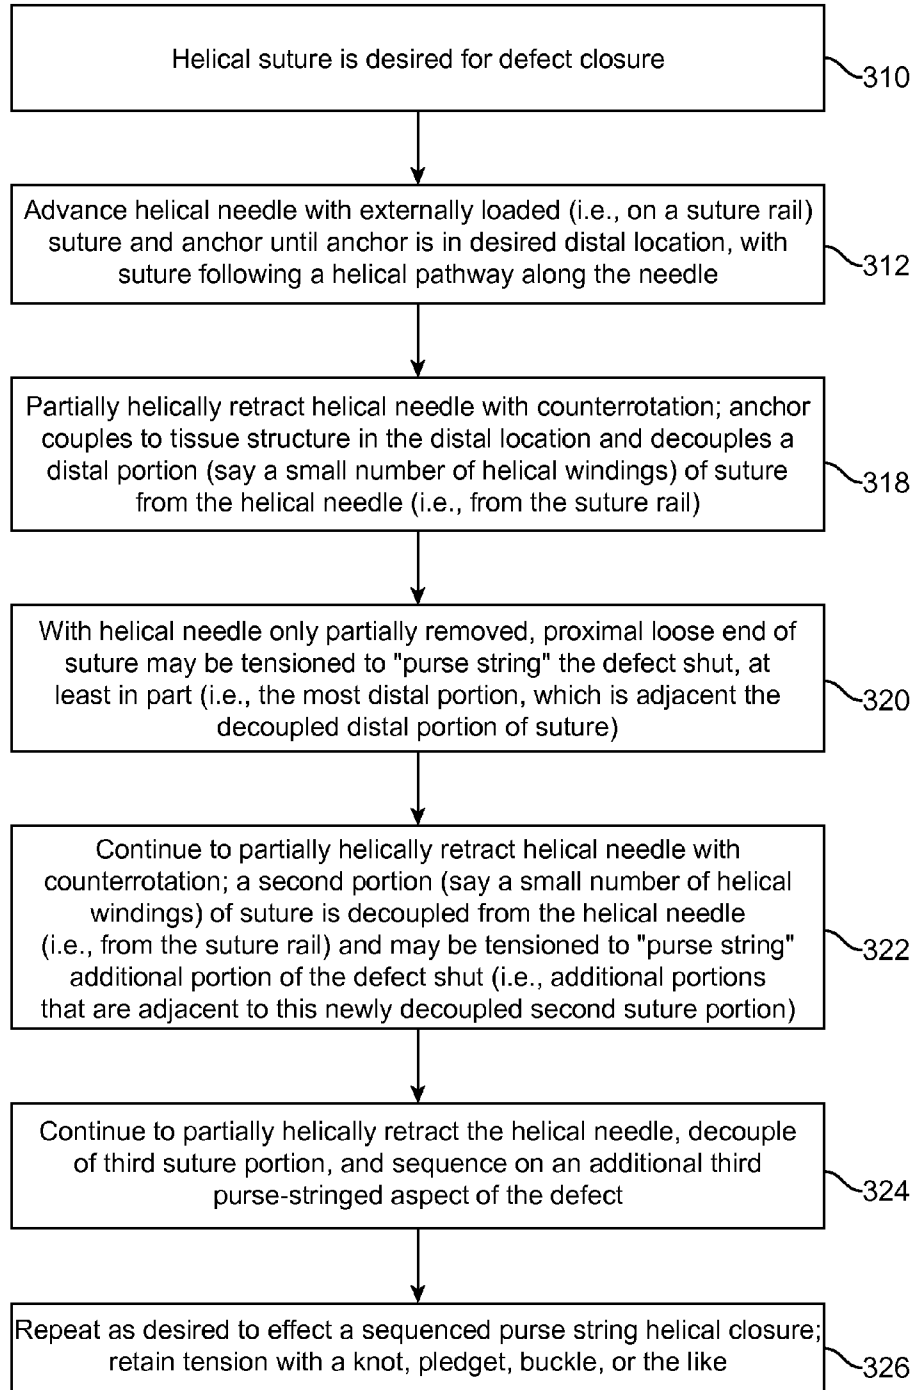 Helical suture is desired for defect closure
310
Advance helical needle with externally loaded (i.e., on a suture rail)
suture and anchor until anchor is in desired distal location, with
suture following a helical pathway along the needle
312
Partially helically retract helical needle with counterrotation; anchor
couples to tissue structure in the distal location and decouples a
distal portion (say a small number of helical windings) of suture
from the helical needle (i.e., from the suture rail)
318
With helical needle only partially removed, proximal loose end of
suture may be tensioned to "purse string" the defect shut, at
least in part (i.e., the most distal portion, which is adjacent the
decoupled distal portion of suture)
320
Continue to partially helically retract helical needle with
counterrotation; a second portion (say a small number of helical
windings) of suture is decoupled from the helical needle
(i.e., from the suture rail) and may be tensioned to "purse string"
additional portion of the defect shut (i.e., additional portions
that are adjacent to this newly decoupled second suture portion)
322
Continue to partially helically retract the helical needle, decouple
of third suture portion, and sequence on an additional third
purse-stringed aspect of the defect
324
Repeat as desired to effect a sequenced purse string helical closure;
retain tension with a knot, pledget, buckle, or the like
326